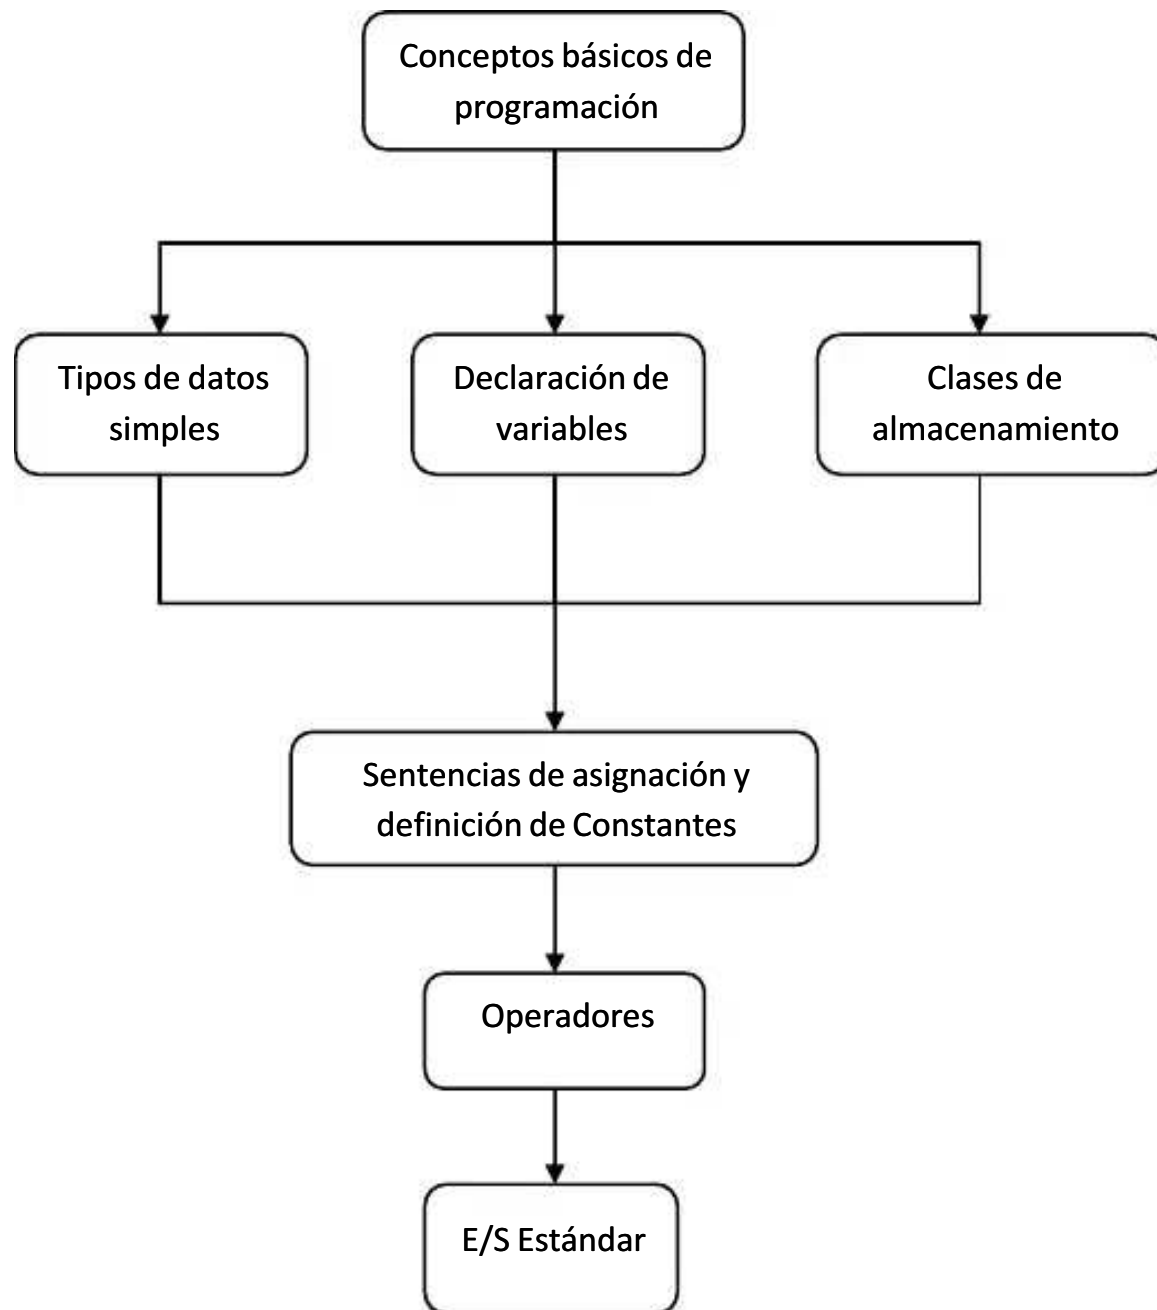 Conceptos básicos de
programación
Tipos de datos
simples
Declaración de
variables
Clases de
almacenamiento
Sentencias de asignación y
definición de Constantes
Operadores
E/S Estándar